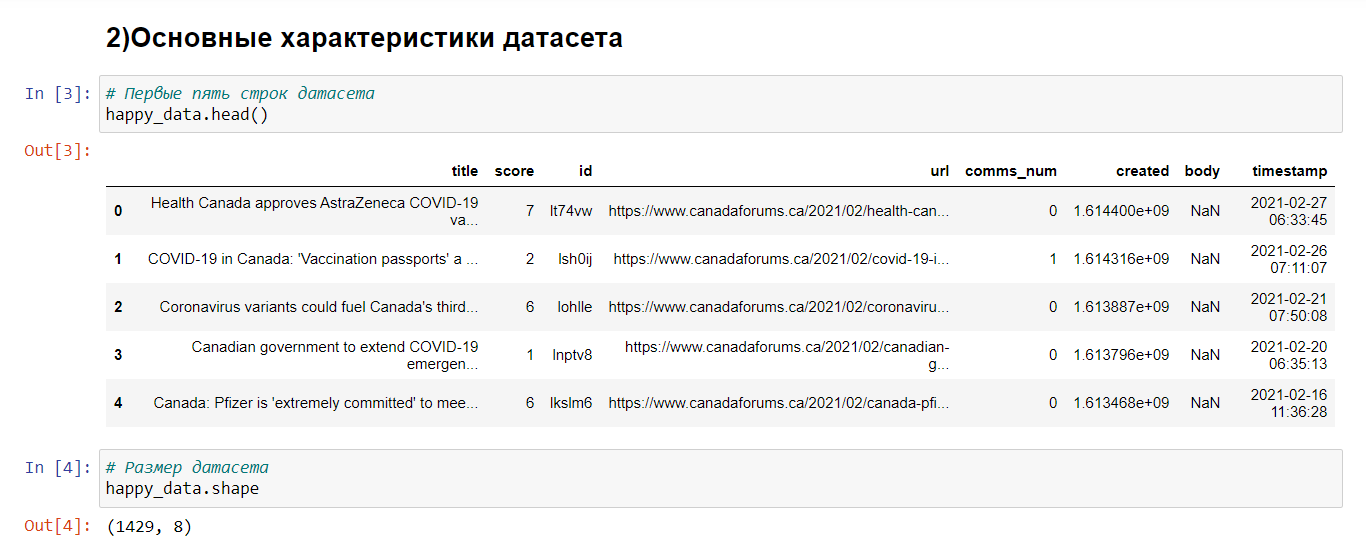 2)Основные характеристики датасета
In [3]: # Первые пять строк датасета
happy_data.head()
Out[3]:
title score id url comms_num created body timestamp
0 Health Canada approves AstraZeneca COVID-19 va... 7 lt74vw https://www.canadaforums.ca/2021/02/health-can... 0 1.614400e+09 NaN 2021-02-27 06:33:45
1 COVID-19 in Canada: 'Vaccination passports' a ... 2 lsh0ij https://www.canadaforums.ca/2021/02/covid-19-i... 1 1.614316e+09 NaN 2021-02-26 07:11:07
2 Coronavirus variants could fuel Canada's third... 6 lohlle https://www.canadaforums.ca/2021/02/coronaviru... 0 1.613887e+09 NaN 2021-02-21 07:50:08
3 Canadian government to extend COVID-19 emergen... 1 lnptv8 https://www.canadaforums.ca/2021/02/canadian-g... 0 1.613796e+09 NaN 2021-02-20 06:35:13
4 Canada: Pfizer is 'extremely committed' to mee... 6 lkslm6 https://www.canadaforums.ca/2021/02/canada-pfi... 0 1.613468e+09 NaN 2021-02-16 11:36:28
In [4]: # Размер датасета
happy_data.shape
Out[4]: (1429, 8)